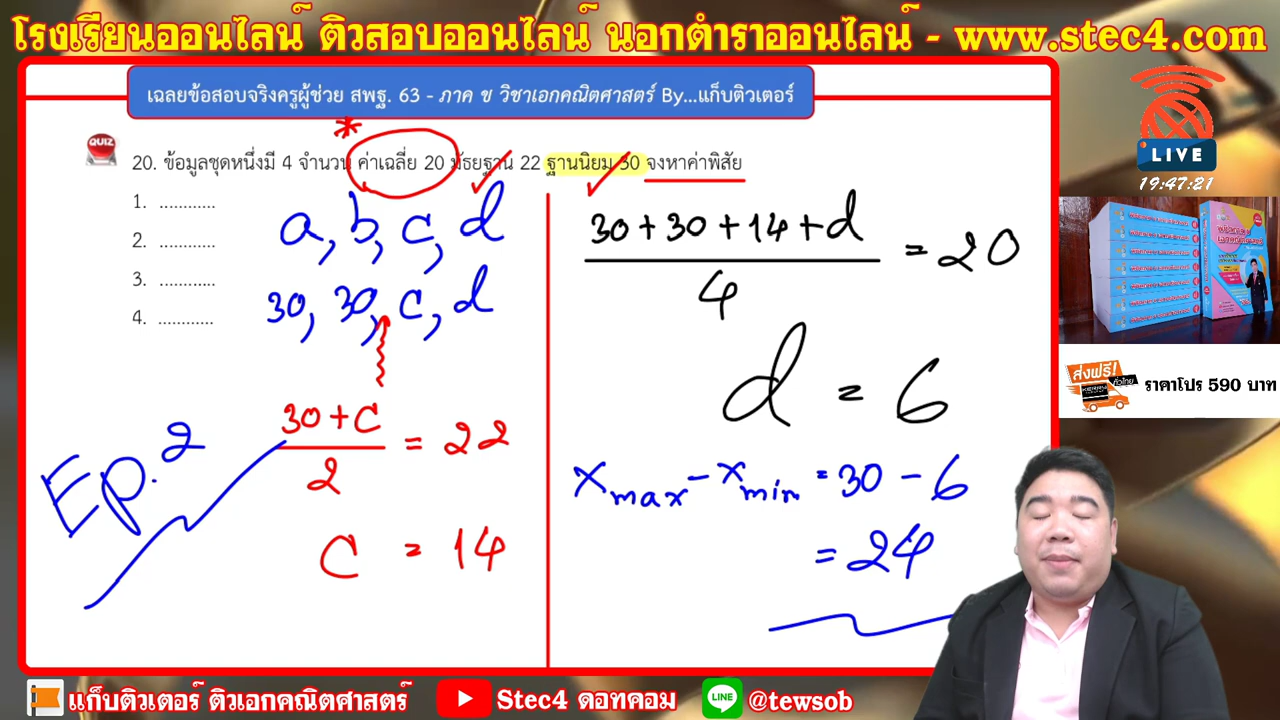 โรงเรียนออนไลน์ ติวสอบออนไลน์ นอกตำราออนไลน์ - www.stec4.com
เฉลยข้อสอบจริงครูผู้ช่วย สพฐ. 63 - ภาค ข วิชาเอกคณิตศาสตร์ By...แก็บติวเตอร์
QUIZ
*
20. ข้อมูลชุดหนึ่งมี 4 จำนวน ค่าเฉลี่ย 20 มัธยฐาน 22 ฐานนิยม 30 จงหาค่าพิสัย
1. ............
2. ............
3. ............
4. ............
a, b, c, d
30, 30, c, d
30+c
2
= 22
c = 14
Ep. 2
30+30+14+d
4
= 20
d = 6
xmax - xmin = 30 - 6
= 24
LIVE
19:47:21
ส่งฟรี!
ทั่วไทย
KERRY
ราคาโปร 590 บาท
แก็บติวเตอร์ ติวเอกคณิตศาสตร์
Stec4 ดอทคอม
LINE
@tewsob